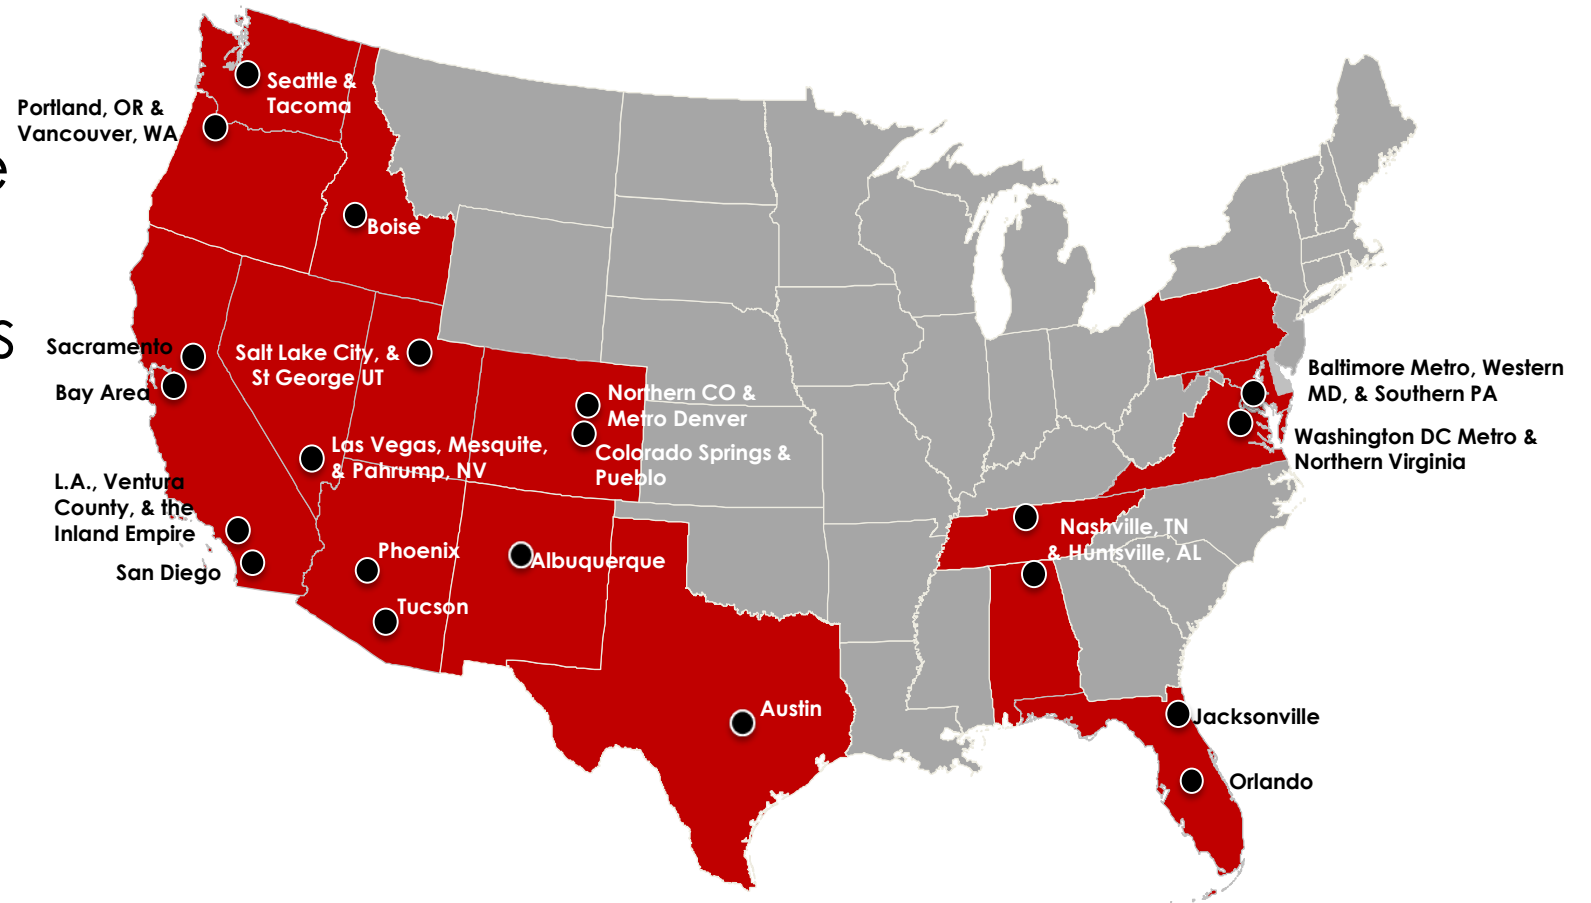 Seattle &
Tacoma
Portland, OR &
Vancouver, WA
e
Boise
s
Sacramento
Salt Lake City, &
St George UT
Bay Area
Northern CO &
Metro Denver
Colorado Springs &
Pueblo
Las Vegas, Mesquite,
& Pahrump, NV
L.A., Ventura
County, & the
Inland Empire
San Diego
Phoenix
Tucson
Albuquerque
Austin
Baltimore Metro, Western
MD, & Southern PA
Washington DC Metro &
Northern Virginia
Nashville, TN
& Huntsville, AL
Jacksonville
Orlando